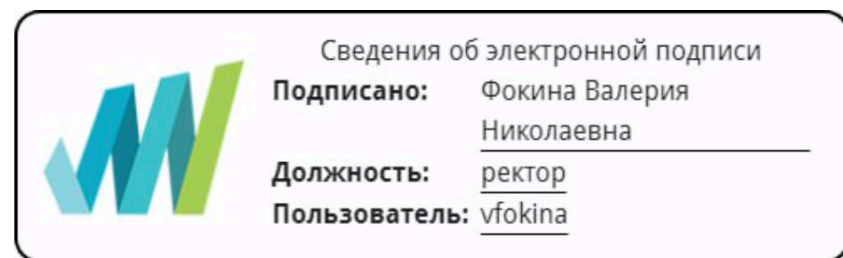 Сведения об электронной подписи
Подписано: Фокина Валерия
Николаевна
Должность: ректор
Пользователь: vfokina